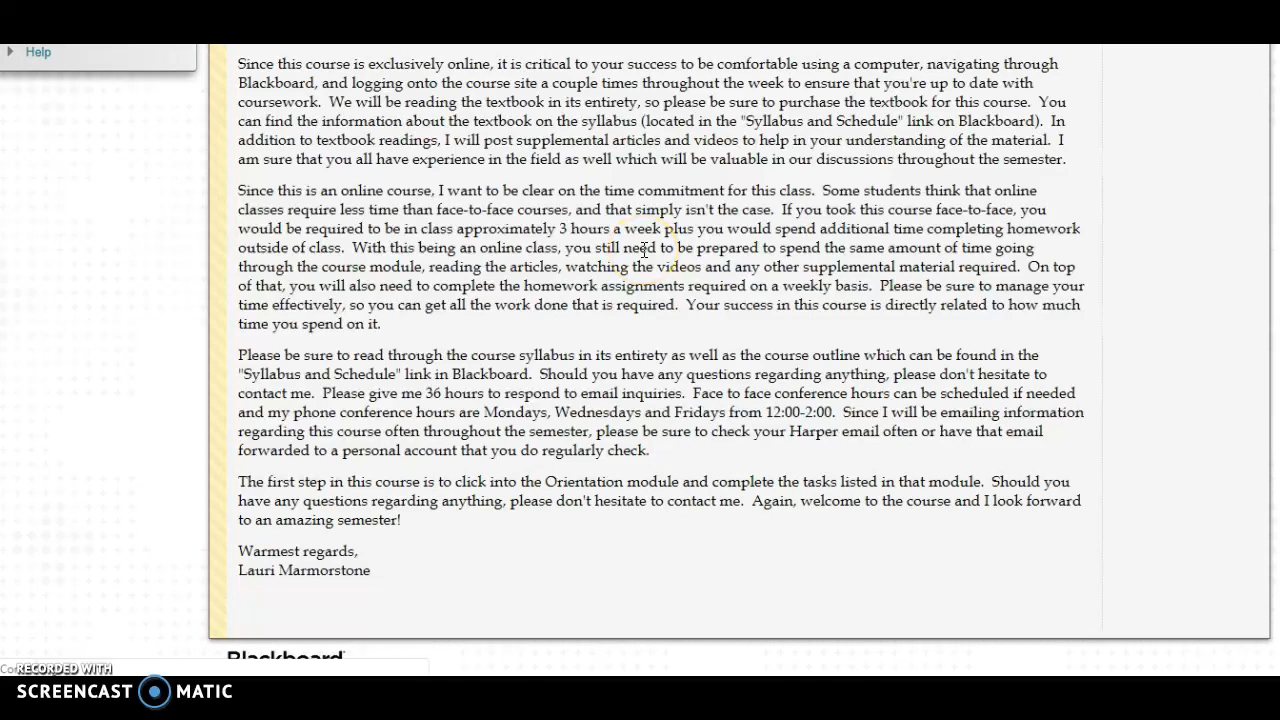 Help
Since this course is exclusively online, it is critical to your success to be comfortable using a computer, navigating through
Blackboard, and logging onto the course site a couple times throughout the week to ensure that you're up to date with
coursework.  We will be reading the textbook in its entirety, so please be sure to purchase the textbook for this course.  You
can find the information about the textbook on the syllabus (located in the "Syllabus and Schedule" link on Blackboard).  In
addition to textbook readings, I will post supplemental articles and videos to help in your understanding of the material.  I
am sure that you all have experience in the field as well which will be valuable in our discussions throughout the semester.
Since this is an online course, I want to be clear on the time commitment for this class.  Some students think that online
classes require less time than face-to-face courses, and that simply isn't the case.  If you took this course face-to-face, you
would be required to be in class approximately 3 hours a week plus you would spend additional time completing homework
outside of class.  With this being an online class, you still need to be prepared to spend the same amount of time going
through the course module, reading the articles, watching the videos and any other supplemental material required.  On top
of that, you will also need to complete the homework assignments required on a weekly basis.  Please be sure to manage your
time effectively, so you can get all the work done that is required.  Your success in this course is directly related to how much
time you spend on it.
Please be sure to read through the course syllabus in its entirety as well as the course outline which can be found in the
"Syllabus and Schedule" link in Blackboard.  Should you have any questions regarding anything, please don't hesitate to
contact me.  Please give me 36 hours to respond to email inquiries.  Face to face conference hours can be scheduled if needed
and my phone conference hours are Mondays, Wednesdays and Fridays from 12:00-2:00.  Since I will be emailing information
regarding this course often throughout the semester, please be sure to check your Harper email often or have that email
forwarded to a personal account that you do regularly check.
The first step in this course is to click into the Orientation module and complete the tasks listed in that module.  Should you
have any questions regarding anything, please don't hesitate to contact me.  Again, welcome to the course and I look forward
to an amazing semester!
Warmest regards,
Lauri Marmorstone
Blackboard
RECORDED WITH
SCREENCAST MATIC